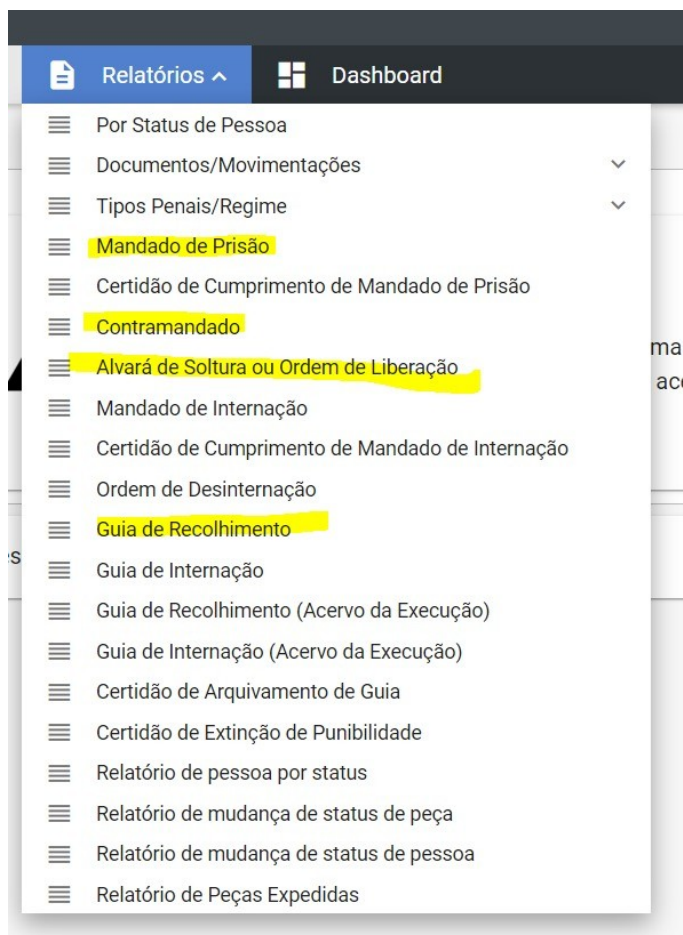 Relatórios
Dashboard
Por Status de Pessoa
Documentos/Movimentações
Tipos Penais/Regime
Mandado de Prisão
Certidão de Cumprimento de Mandado de Prisão
Contramandado
ma
Alvará de Soltura ou Ordem de Liberação
ac
Mandado de Internação
Certidão de Cumprimento de Mandado de Internação
Ordem de Desinternação
Guia de Recolhimento
es
Guia de Internação
Guia de Recolhimento (Acervo da Execução)
Guia de Internação (Acervo da Execução)
Certidão de Arquivamento de Guia
Certidão de Extinção de Punibilidade
Relatório de pessoa por status
Relatório de mudança de status de peça
Relatório de mudança de status de pessoa
Relatório de Peças Expedidas